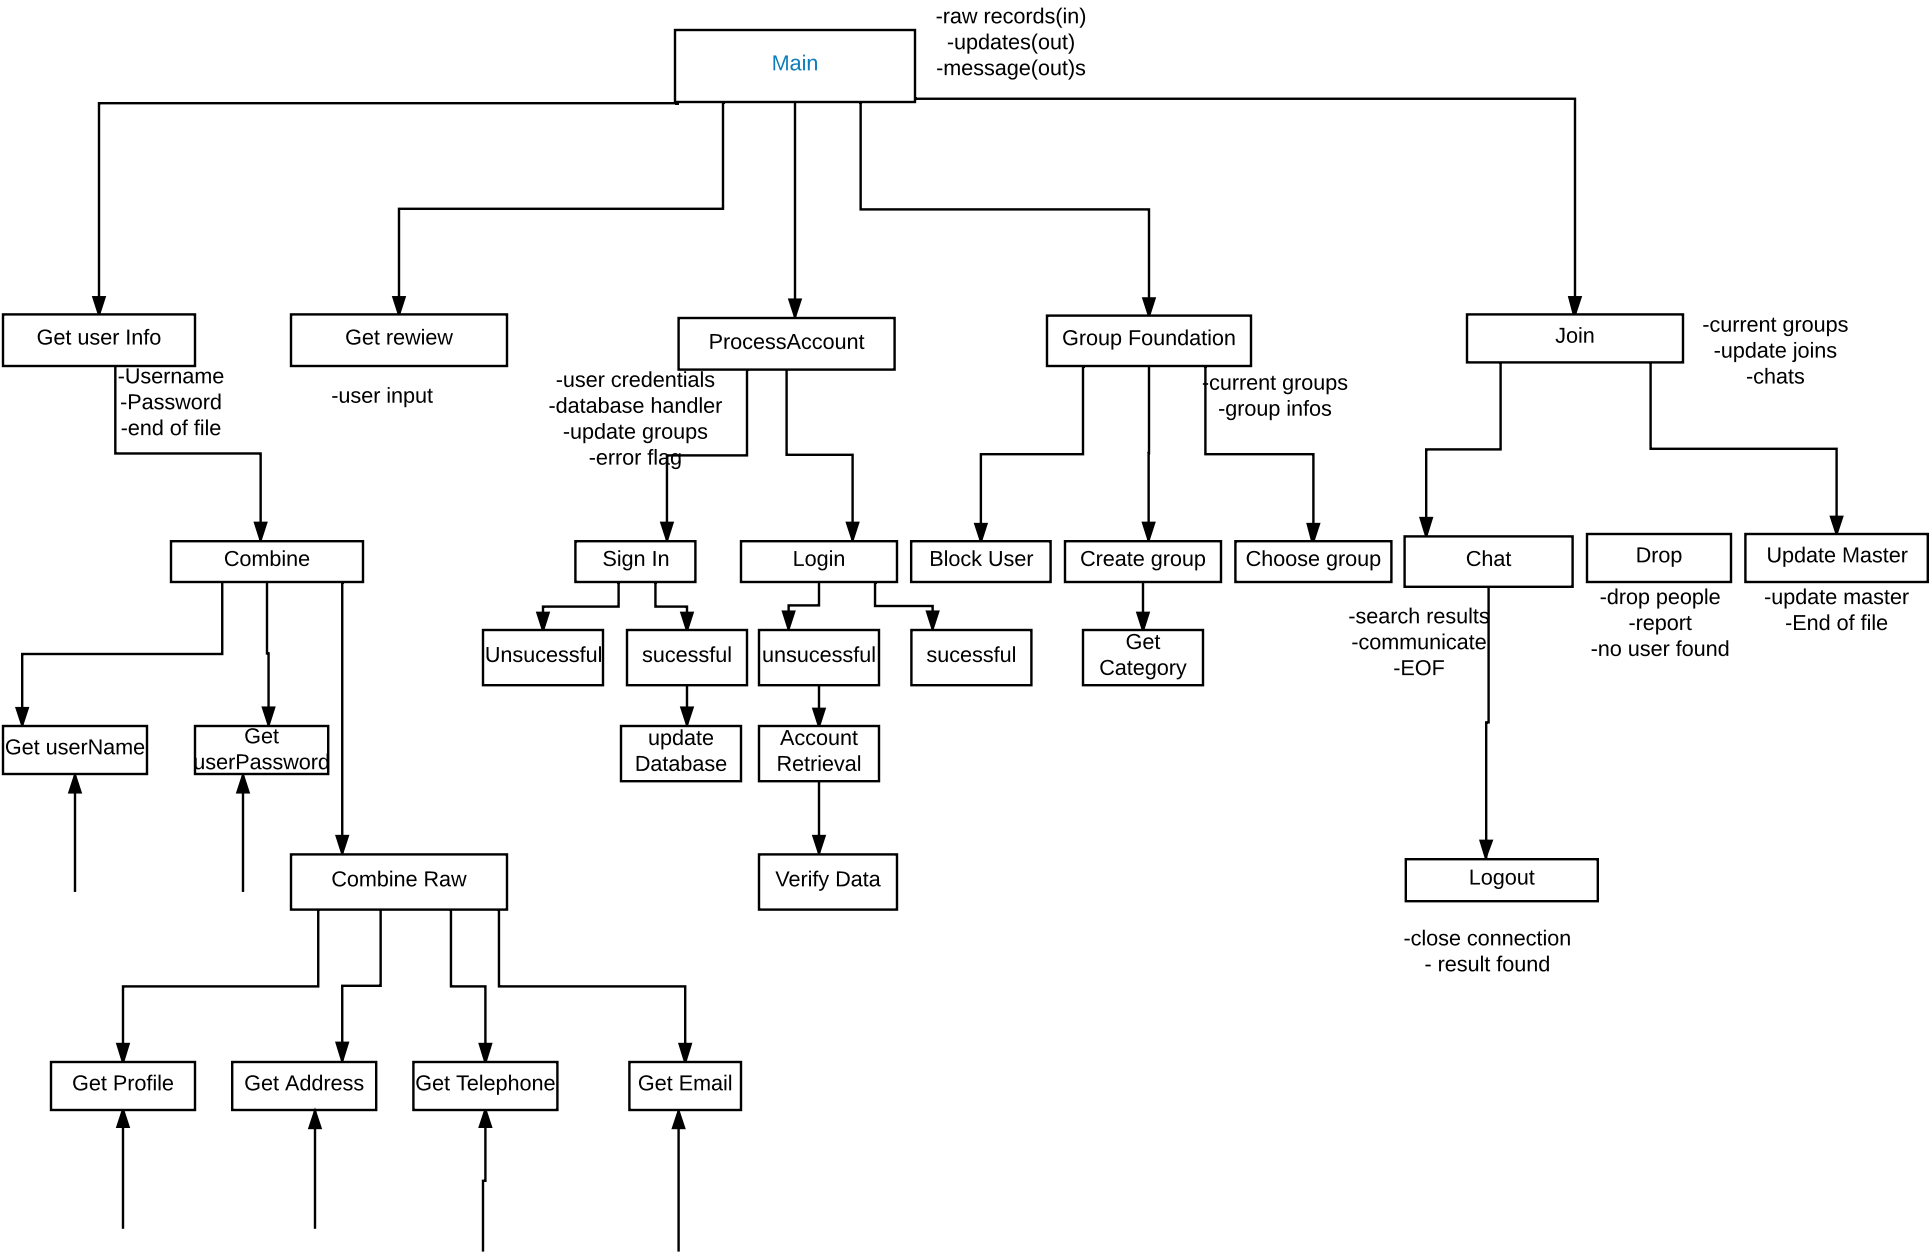 -raw records(in)
-updates(out)
-message(out)s
Main
Get user Info
-Username
-Password
-end of file
Get rewiew
-user input
ProcessAccount
-user credentials
-database handler
-update groups
-error flag
Group Foundation
-current groups
-group infos
Join
-current groups
-update joins
-chats
Combine
Sign In
Login
Block User
Create group
Choose group
Chat
-search results
-communicate
-EOF
Drop
-drop people
-report
-no user found
Update Master
-update master
-End of file
Unsucessful
sucessful
unsucessful
sucessful
Get
Category
Get userName
Get
userPassword
update
Database
Account
Retrieval
Combine Raw
Verify Data
Logout
-close connection
- result found
Get Profile
Get Address
Get Telephone
Get Email